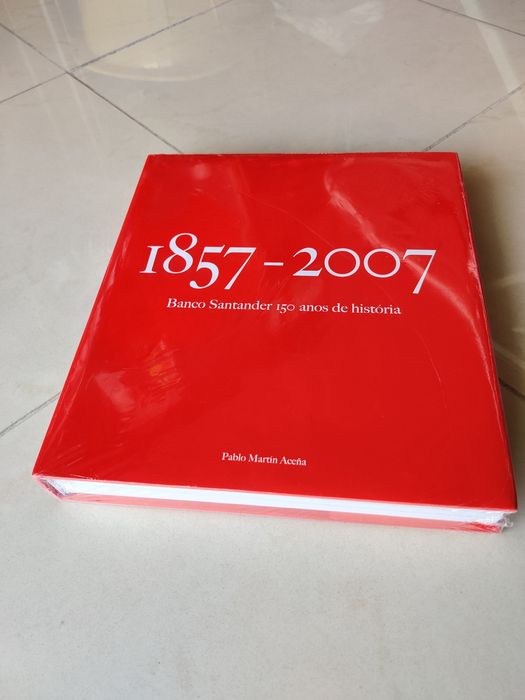 1857-2007
Banco Santander 150 anos de história
Pablo Martín Aceña